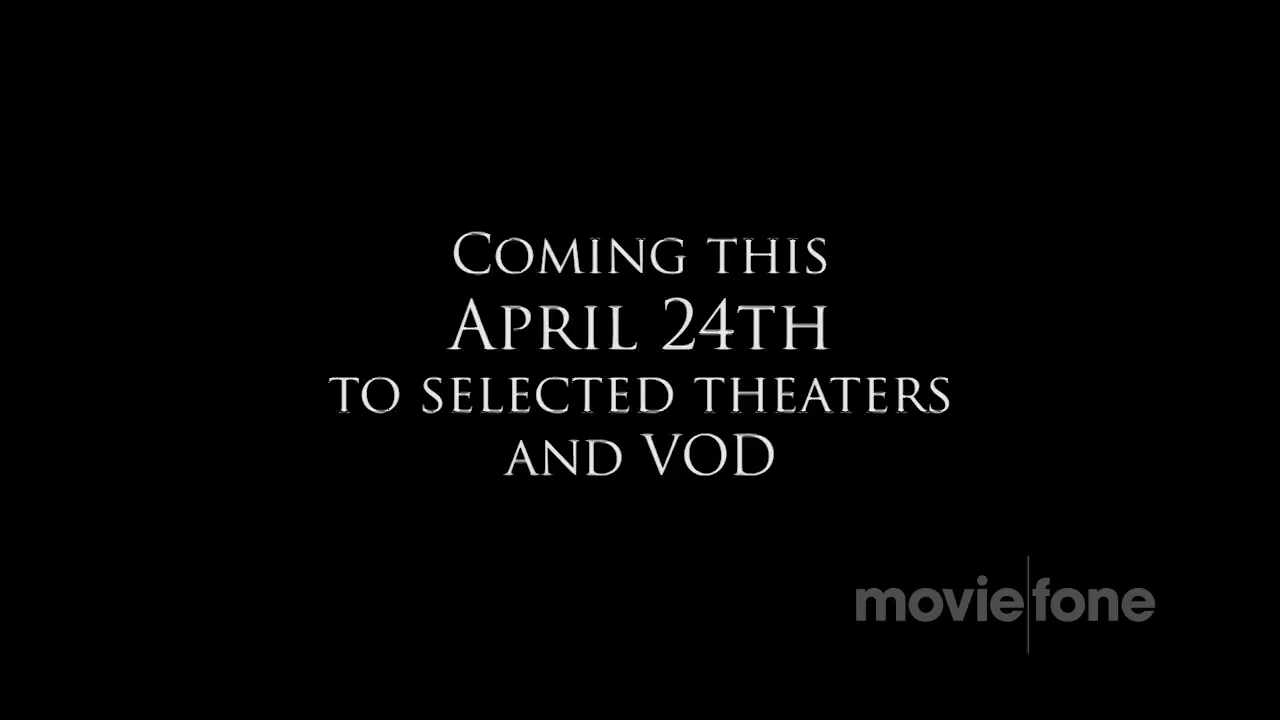 Coming this
April 24th
to selected theaters
and VOD
moviefone